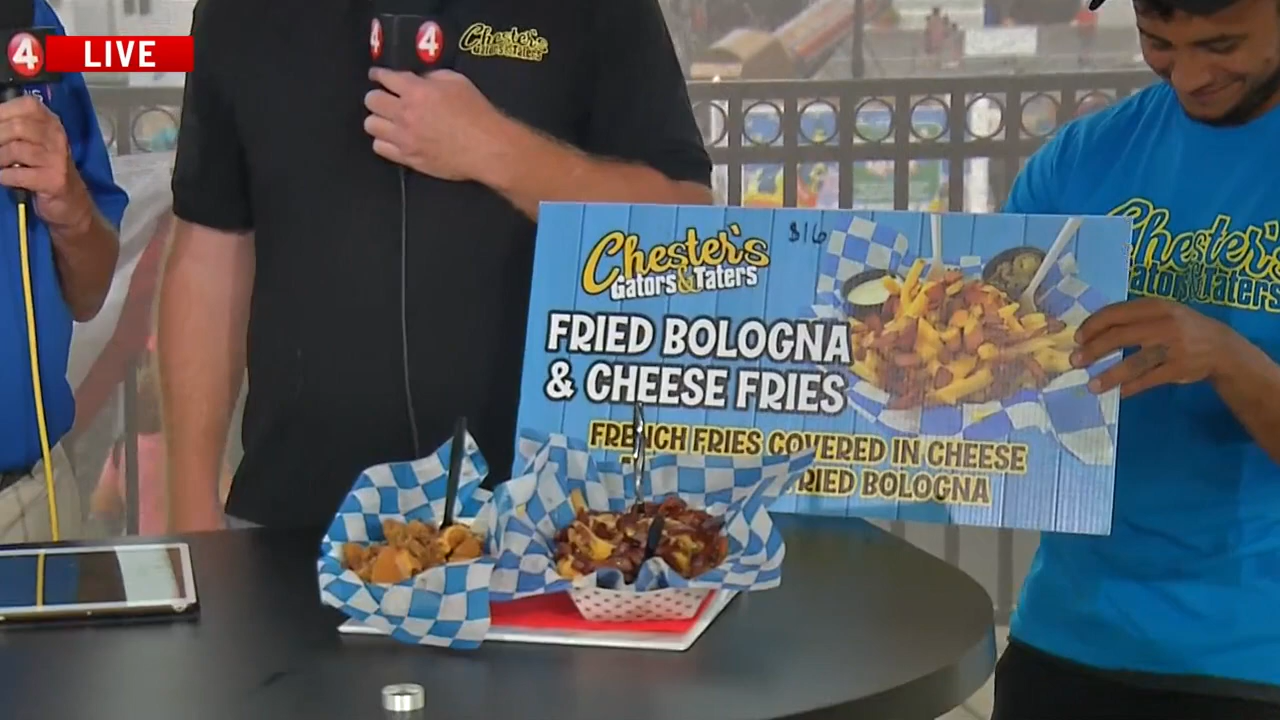 LIVE
4
4
4
Chester's
Gators & Taters
Chester's
Gators & Taters
$16
FRIED BOLOGNA
& CHEESE FRIES
FRENCH FRIES COVERED IN CHEESE
FRIED BOLOGNA
Chester's
Gators & Taters